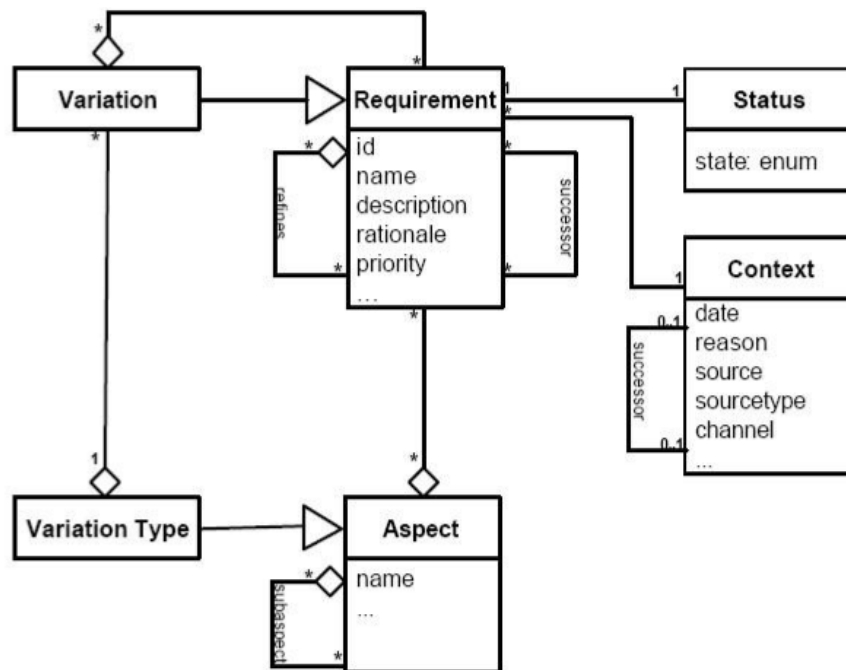 *
*
Variation
Requirement
1
1
Status
*
*
id
name
description
rationale
priority
...
*
refines
*
*
successor
*
state: enum
1
Context
date
reason
source
sourcetype
channel
...
0..1
successor
0..1
*
1
*
*
Variation Type
Aspect
name
...
*
subaspect
*